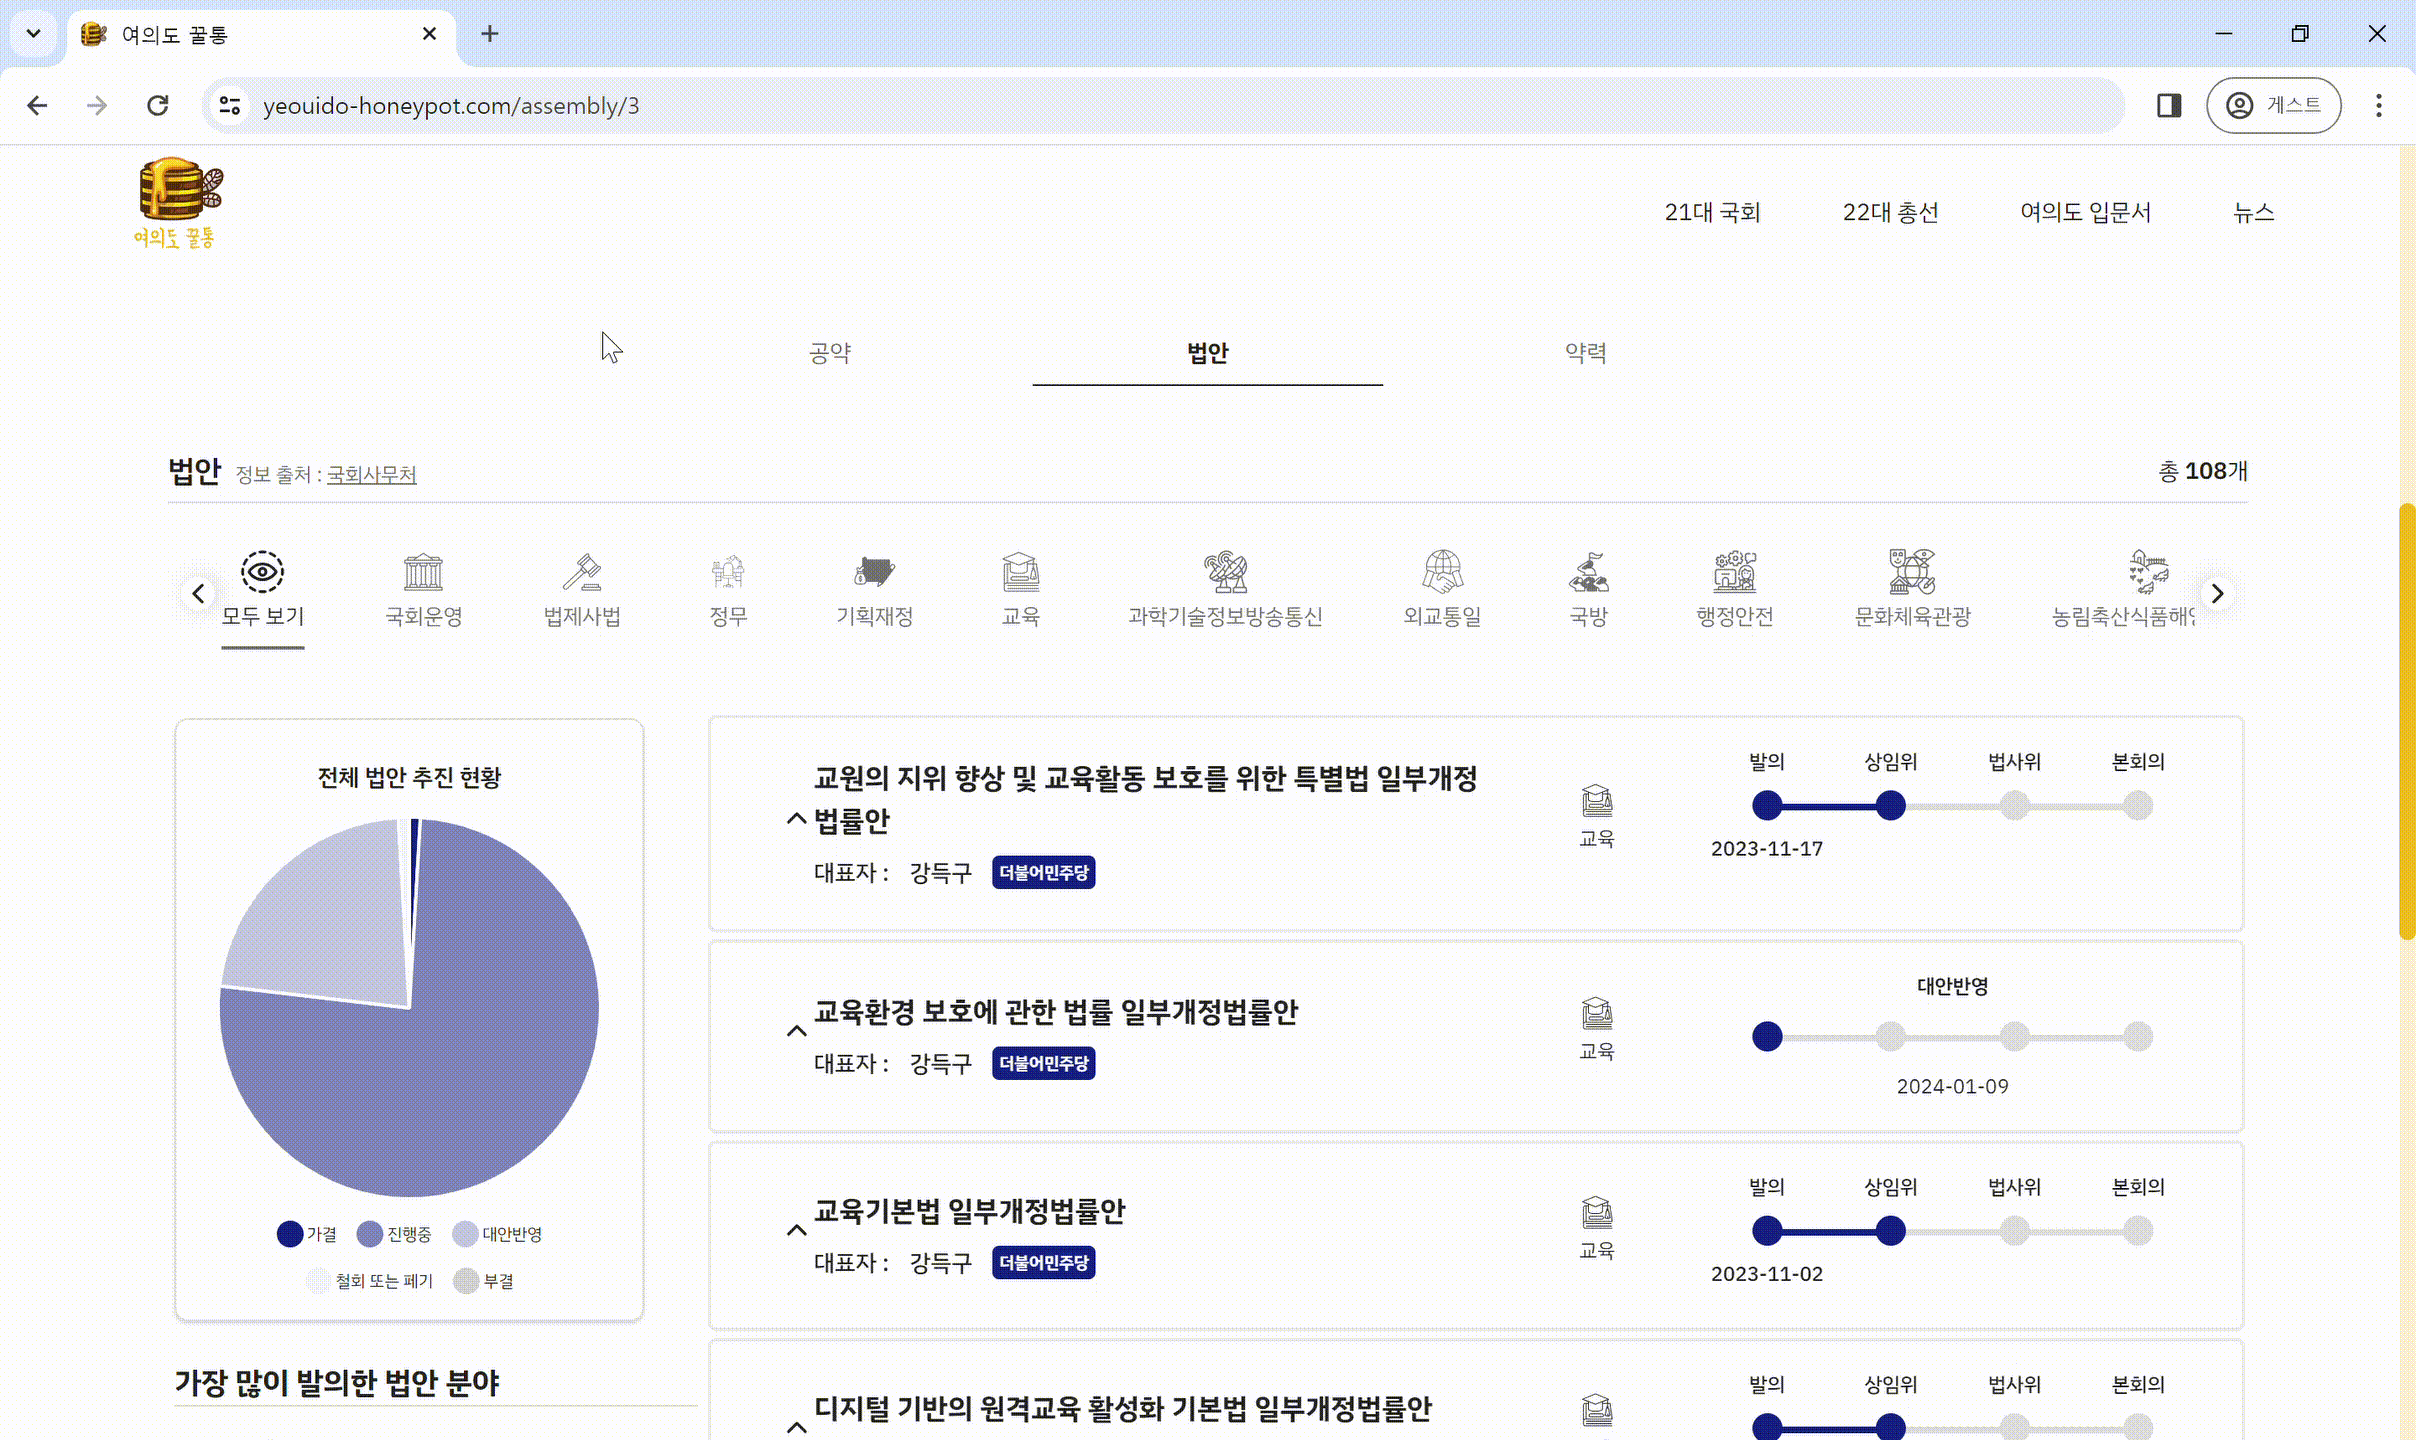 여의도 꿀통
yeouido-honeypot.com/assembly/3
게스트
여의도 꿀통
21대 국회
22대 총선
여의도 입문서
뉴스
공약
법안
약력
법안 정보 출처 : 국회사무처
총 108개
모두 보기
국회운영
법제사법
정무
기획재정
교육
과학기술정보방송통신
외교통일
국방
행정안전
문화체육관광
농림축산식품해
전체 법안 추진 현황
가결 진행중 대안반영
철회 또는 폐기 부결
가장 많이 발의한 법안 분야
교원의 지위 향상 및 교육활동 보호를 위한 특별법 일부개정
법률안
대표자 : 강득구 더불어민주당
교육
발의 상임위 법사위 본회의
2023-11-17
교육환경 보호에 관한 법률 일부개정법률안
대표자 : 강득구 더불어민주당
교육
대안반영
2024-01-09
교육기본법 일부개정법률안
대표자 : 강득구 더불어민주당
교육
발의 상임위 법사위 본회의
2023-11-02
디지털 기반의 원격교육 활성화 기본법 일부개정법률안
발의 상임위 법사위 본회의